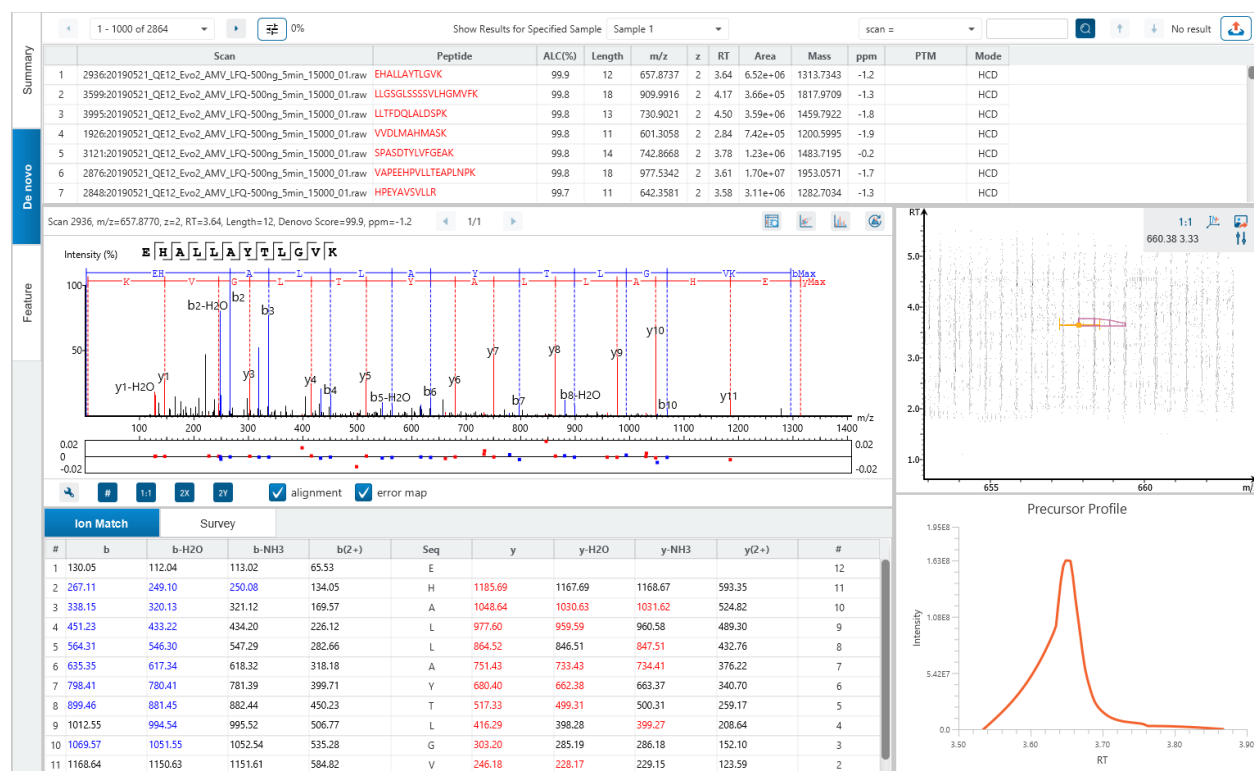 1 - 1000 of 2864 0% Show Results for Specified Sample Sample 1 scan = No result
Summary
De novo
Feature
Scan Peptide ALC(%) Length m/z z RT Area Mass ppm PTM Mode
1 2936:20190521_QE12_Evo2_AMV_LFQ-500ng_5min_15000_01.raw EHALLAYTLGVK 99.9 12 657.8737 2 3.64 6.52e+06 1313.7343 -1.2 HCD
2 3599:20190521_QE12_Evo2_AMV_LFQ-500ng_5min_15000_01.raw LLGSGLSSSSVLHGMVFK 99.8 18 909.9916 2 4.17 3.66e+05 1817.9709 -1.3 HCD
3 3995:20190521_QE12_Evo2_AMV_LFQ-500ng_5min_15000_01.raw LLTFDQLALDSPK 99.8 13 730.9021 2 4.50 3.59e+06 1459.7922 -1.8 HCD
4 1926:20190521_QE12_Evo2_AMV_LFQ-500ng_5min_15000_01.raw VVDLMAHMASK 99.8 11 601.3058 2 2.84 7.42e+05 1200.5995 -1.9 HCD
5 3121:20190521_QE12_Evo2_AMV_LFQ-500ng_5min_15000_01.raw SPASDTYLVFGEAK 99.8 14 742.8668 2 3.78 1.23e+06 1483.7195 -0.2 HCD
6 2876:20190521_QE12_Evo2_AMV_LFQ-500ng_5min_15000_01.raw VAPEEHPVLLTEAPLNPK 99.8 18 977.5342 2 3.61 1.70e+07 1953.0571 -1.7 HCD
7 2848:20190521_QE12_Evo2_AMV_LFQ-500ng_5min_15000_01.raw HPEYAVSVLLR 99.7 11 642.3581 2 3.58 3.11e+06 1282.7034 -1.3 HCD
Scan 2936, m/z=657.8770, z=2, RT=3.64, Length=12, Denovo Score=99.9, ppm=-1.2 1/1
Intensity (%) E H A L L A Y T L G V K
EH A L L A Y T L G VK bMax
K V G L T Y A L L A H E yMax
100
b2-H2O b2 b3
y10
50
y7 y8 y9
y1-H2O y1 y3 y4 b4 y5 b5-H2O b6 y6 b7 b8-H2O b10 y11
m/z
100 200 300 400 500 600 700 800 900 1000 1100 1200 1300 1400
0.02 0.02
0
-0.02 -0.02
# 1:1 2X 2Y alignment error map
Ion Match Survey
# b b-H2O b-NH3 b(2+) Seq y y-H2O y-NH3 y(2+) #
1 130.05 112.04 113.02 65.53 E 12
2 267.11 249.10 250.08 134.05 H 1185.69 1167.69 1168.67 593.35 11
3 338.15 320.13 321.12 169.57 A 1048.64 1030.63 1031.62 524.82 10
4 451.23 433.22 434.20 226.12 L 977.60 959.59 960.58 489.30 9
5 564.31 546.30 547.29 282.66 L 864.52 846.51 847.51 432.76 8
6 635.35 617.34 618.32 318.18 A 751.43 733.43 734.41 376.22 7
7 798.41 780.41 781.39 399.71 Y 680.40 662.38 663.37 340.70 6
8 899.46 881.45 882.44 450.23 T 517.33 499.31 500.31 259.17 5
9 1012.55 994.54 995.52 506.77 L 416.29 398.28 399.27 208.64 4
10 1069.57 1051.55 1052.54 535.28 G 303.20 285.19 286.18 152.10 3
11 1168.64 1150.63 1151.61 584.82 V 246.18 228.17 229.15 123.59 2
RT
1:1
660.38 3.33
5.0
4.0
3.0
2.0
1.0
655 660 m/
Precursor Profile
1.95E8
1.63E8
1.08E8
5.42E7
0.0
Intensity
3.50 3.60 3.70 3.80 3.90
RT